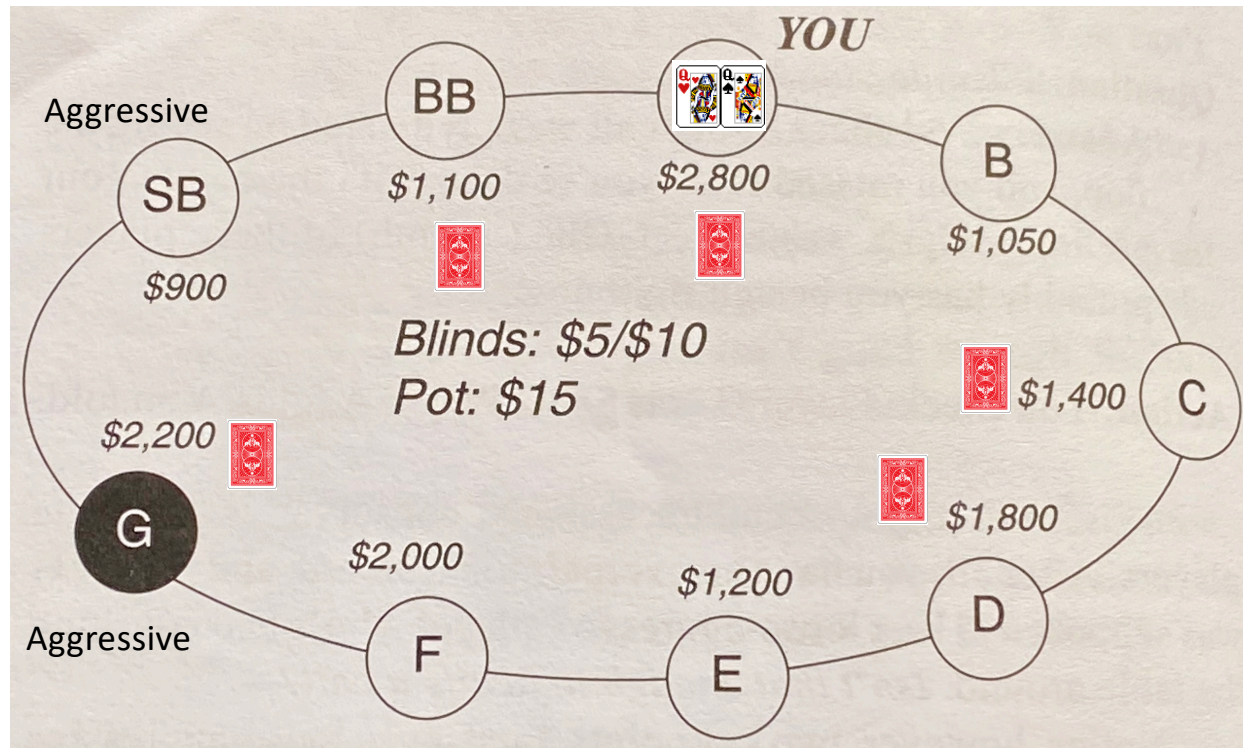 YOU
Aggressive
BB
Q Q
B
SB
$1,100
$2,800
$1,050
$900
Blinds: $5/$10
Pot: $15
$1,400
C
$2,200
G
$2,000
$1,200
$1,800
D
Aggressive
F
E